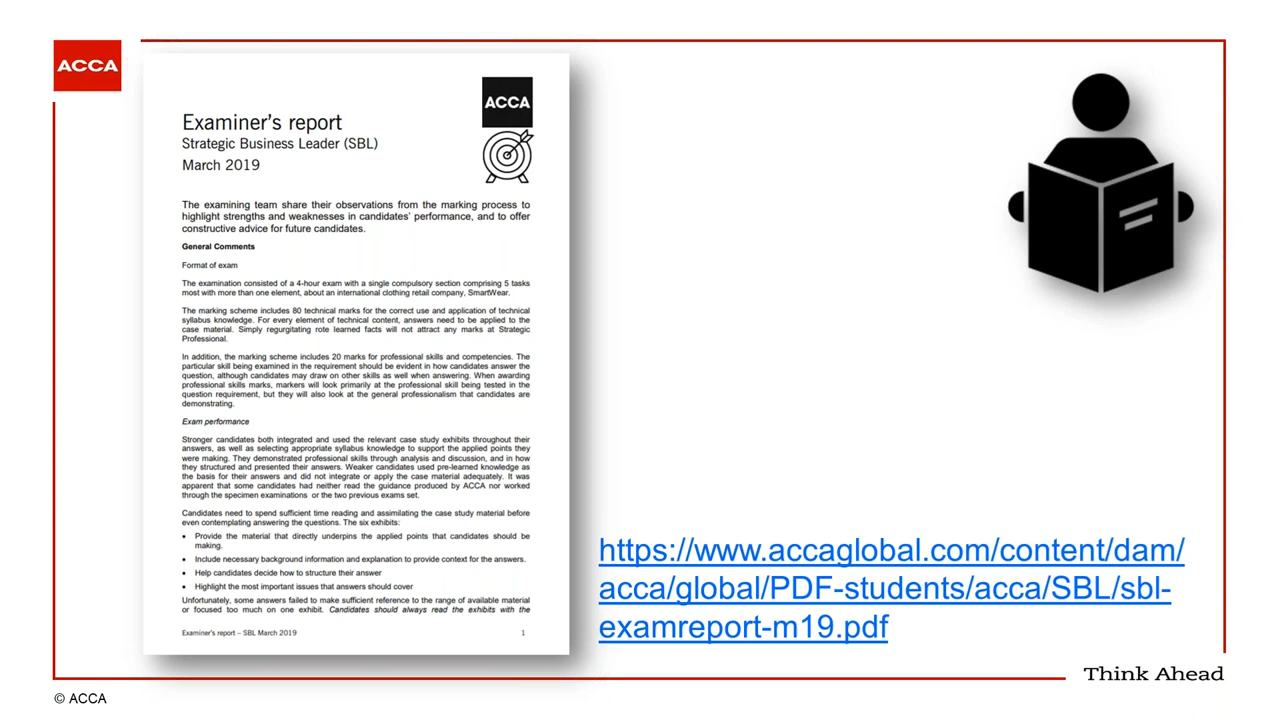 ACCA
ACCA
Examiner's report
Strategic Business Leader (SBL)
March 2019
The examining team share their observations from the marking process to
highlight strengths and weaknesses in candidates' performance, and to offer
constructive advice for future candidates.
General Comments
Format of exam
The examination consisted of a 4-hour exam with a single compulsory section comprising 5 tasks
most with more than one element, about an international clothing retail company, SmartWear.
The marking scheme includes 80 technical marks for the correct use and application of technical
syllabus knowledge. For every element of technical content, answers need to be applied to the
case material. Simply regurgitating rote learned facts will not attract any marks at Strategic
Professional.
In addition, the marking scheme includes 20 marks for professional skills and competencies. The
particular skill being examined in the requirement should be evident in how candidates answer the
question, although candidates may draw on other skills as well when answering. When awarding
professional skills marks, markers will look primarily at the professional skill being tested in the
question requirement, but they will also look at the general professionalism that candidates are
demonstrating.
Exam performance
Stronger candidates both integrated and used the relevant case study exhibits throughout their
answers, as well as selecting appropriate syllabus knowledge to support the applied points they
were making. They demonstrated professional skills through analysis and discussion, and in how
they structured and presented their answers. Weaker candidates used pre-learned knowledge as
the basis for their answers and did not integrate or apply the case material adequately. It was
apparent that some candidates had neither read the guidance produced by ACCA nor worked
through the specimen examinations or the two previous exams set.
Candidates need to spend sufficient time reading and assimilating the case study material before
even contemplating answering the questions. The six exhibits:
• Provide the material that directly underpins the applied points that candidates should be
making.
• Include necessary background information and explanation to provide context for the answers.
• Help candidates decide how to structure their answer
• Highlight the most important issues that answers should cover
Unfortunately, some answers failed to make sufficient reference to the range of available material
or focused too much on one exhibit. Candidates should always read the exhibits with the
Examiner's report – SBL March 2019 1
https://www.accaglobal.com/content/dam/
acca/global/PDF-students/acca/SBL/sbl-
examreport-m19.pdf
Think Ahead
© ACCA